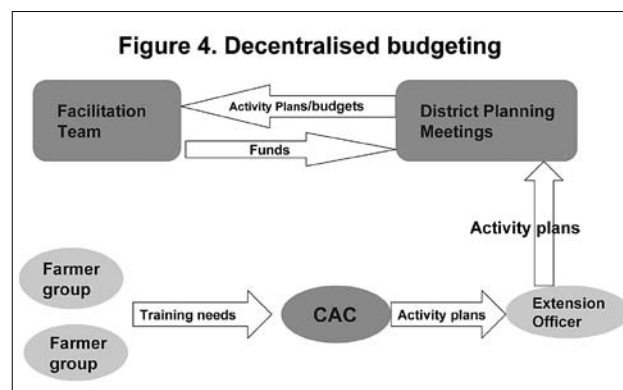 Figure 4. Decentralised budgeting
Facilitation
Team
Activity Plans/budgets
Funds
District Planning
Meetings
Activity plans
Farmer
group
Farmer
group
Training needs
CAC
Activity plans
Extension
Officer